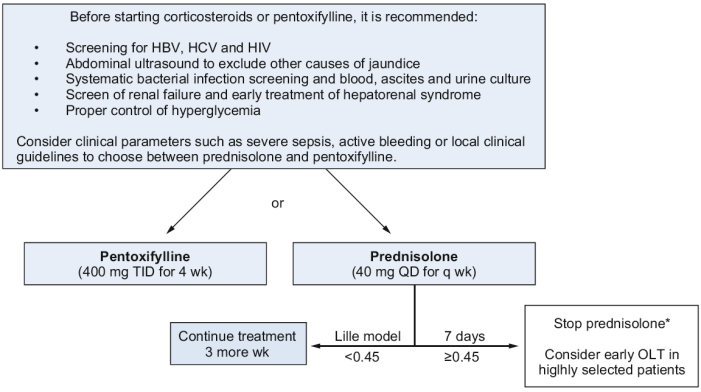 Before starting corticosteroids or pentoxifylline, it is recommended:
• Screening for HBV, HCV and HIV
• Abdominal ultrasound to exclude other causes of jaundice
• Systematic bacterial infection screening and blood, ascites and urine culture
• Screen of renal failure and early treatment of hepatorenal syndrome
• Proper control of hyperglycemia
Consider clinical parameters such as severe sepsis, active bleeding or local clinical
guidelines to choose between prednisolone and pentoxifylline.
or
Pentoxifylline
(400 mg TID for 4 wk)
Prednisolone
(40 mg QD for q wk)
Continue treatment
3 more wk
Lille model
<0.45
7 days
≥0.45
Stop prednisolone*
Consider early OLT in
higlhly selected patients